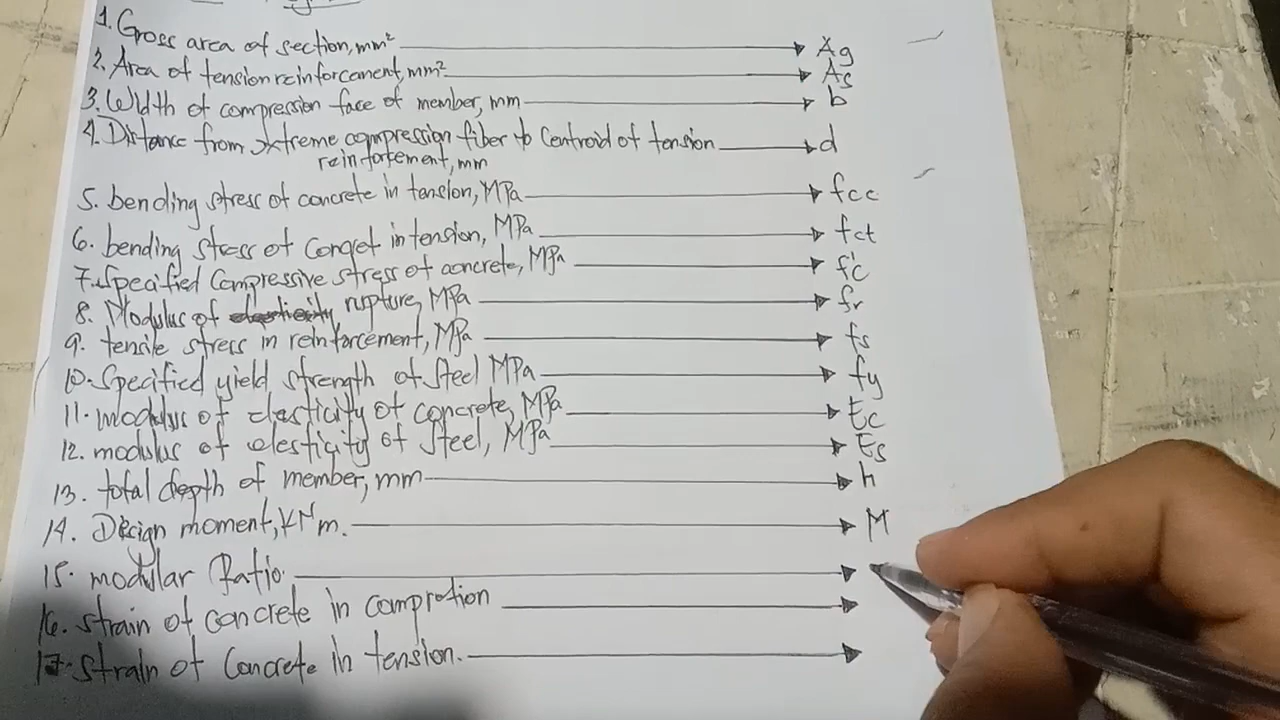 1. Gross area of section, mm² Ag
2. Area of tension reinforcement, mm² As
3. Width of compression face of member, mm b
4. Distance from extreme compression fiber to Centroid of tension d
reinforcement, mm
5. bending stress of concrete in tension, MPa fcc
6. bending stress of in tension, MPa fct
7. Specified Compressive stress of concrete, MPa f'c
8. Modulus of rupture, MPa fr
9. tensile stress in reinforcement, MPa fs
10. Specified yield strength of steel MPa fy
11. modulus of elasticity of concrete, MPa Ec
12. modulus of elesticity of steel, MPa Es
13. total depth of member, mm h
14. Design moment, KN m. M
15. modular Ratio.
16. strain of concrete in
17. strain of Concrete in tension.